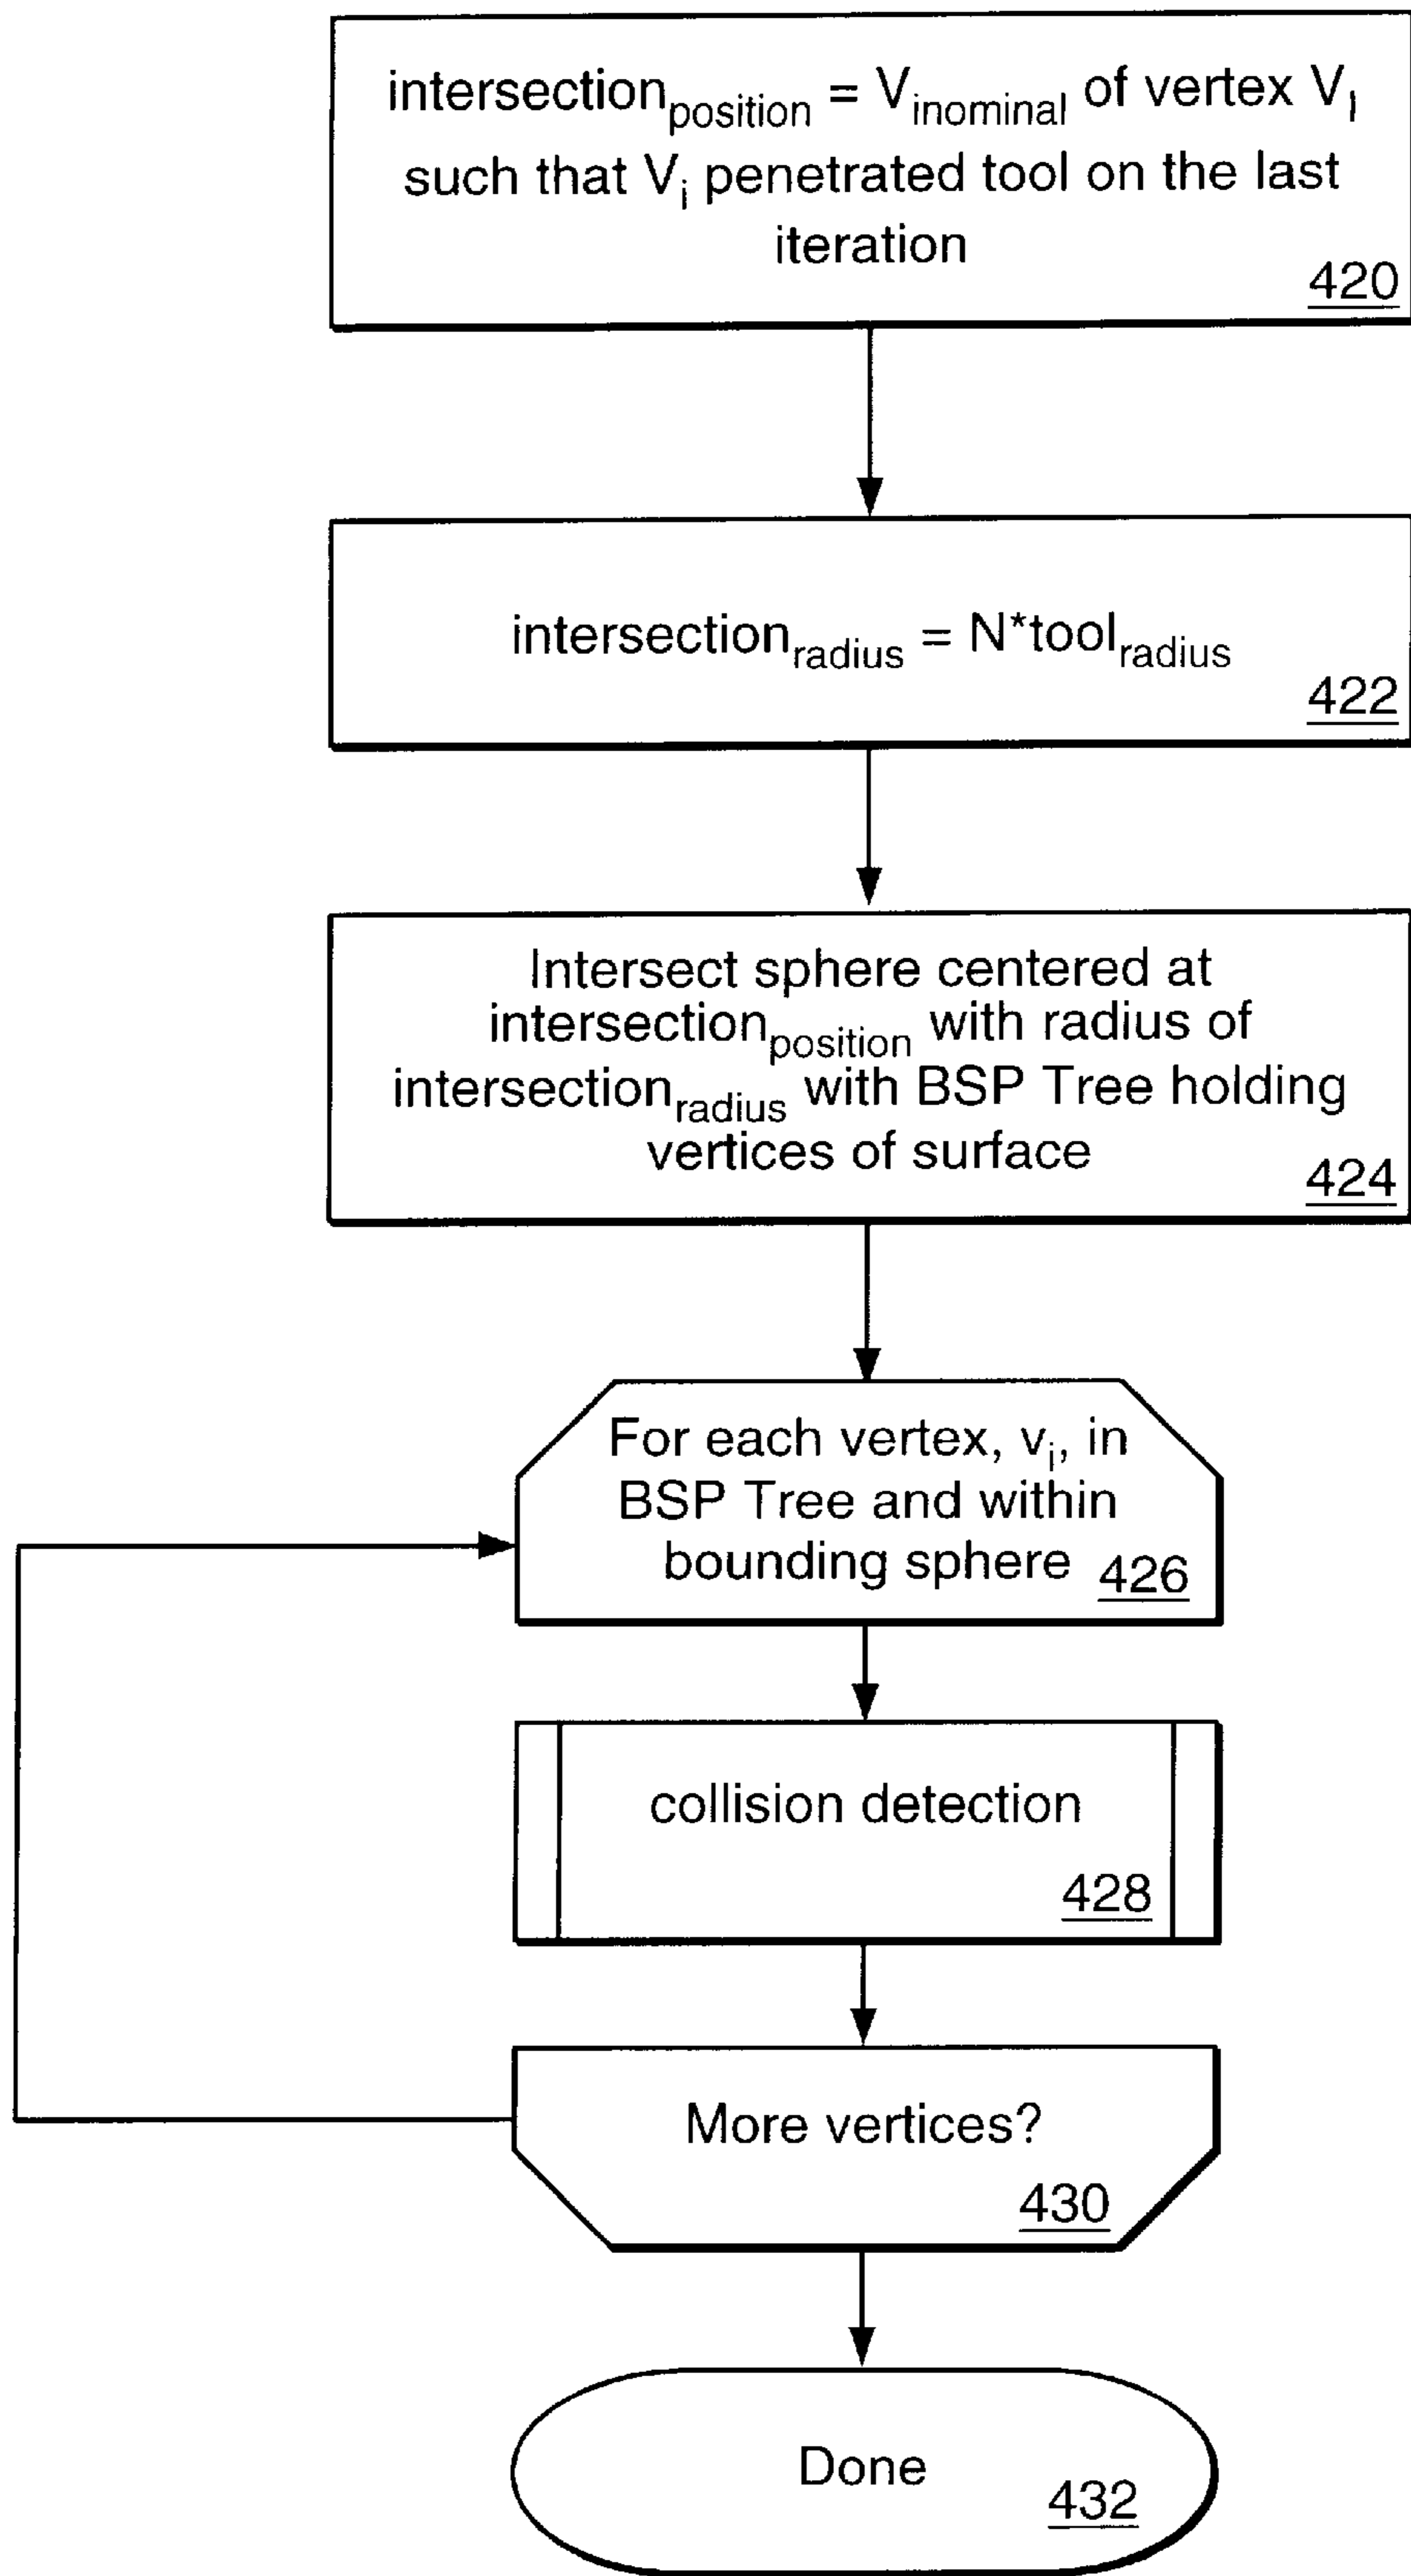 intersection_position = V_inominal of vertex V_I
such that V_i penetrated tool on the last
iteration
420
intersection_radius = N*tool_radius
422
Intersect sphere centered at
intersection_position with radius of
intersection_radius with BSP Tree holding
vertices of surface
424
For each vertex, v_i, in
BSP Tree and within
bounding sphere 426
collision detection
428
More vertices?
430
Done
432